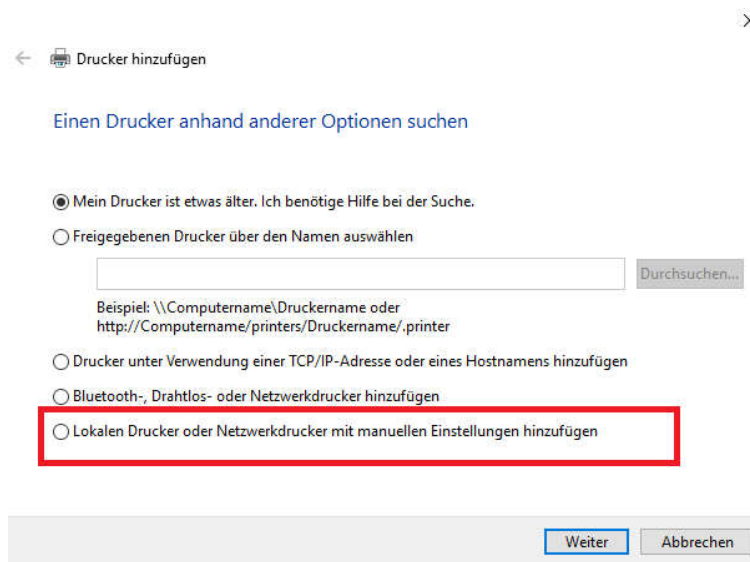 Drucker hinzufügen
Einen Drucker anhand anderer Optionen suchen
Mein Drucker ist etwas älter. Ich benötige Hilfe bei der Suche.
Freigegebenen Drucker über den Namen auswählen
Durchsuchen...
Beispiel: \\Computername\Druckername oder
http://Computername/printers/Druckername/.printer
Drucker unter Verwendung einer TCP/IP-Adresse oder eines Hostnamens hinzufügen
Bluetooth-, Drahtlos- oder Netzwerkdrucker hinzufügen
Lokalen Drucker oder Netzwerkdrucker mit manuellen Einstellungen hinzufügen
Weiter Abbrechen